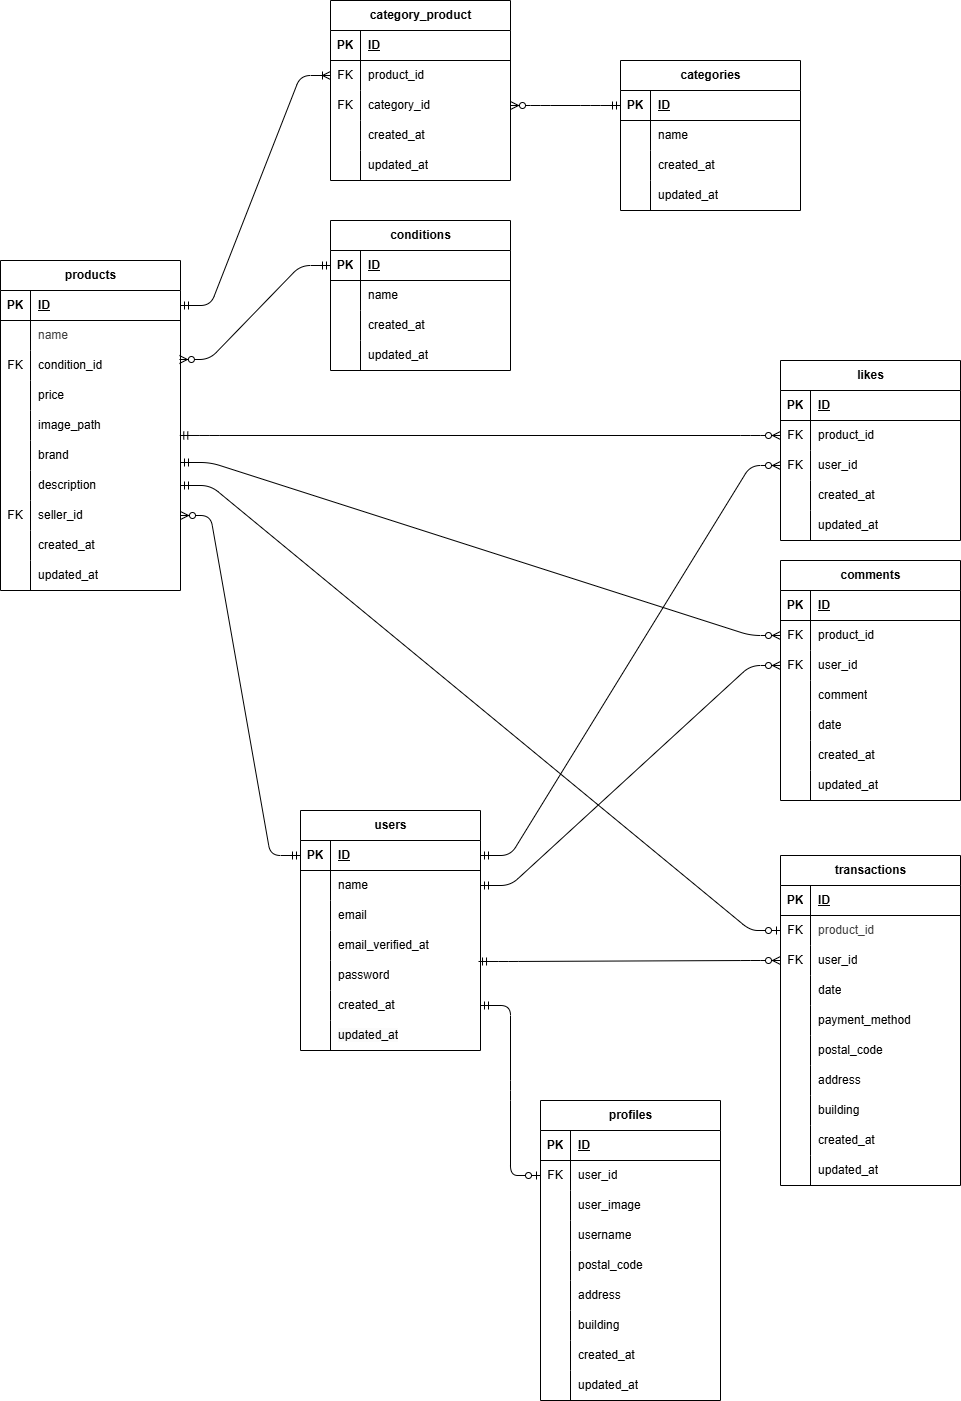 category_product
PK ID
FK product_id
FK category_id
created_at
updated_at
categories
PK ID
name
created_at
updated_at
conditions
PK ID
name
created_at
updated_at
products
PK ID
name
FK condition_id
price
image_path
brand
description
FK seller_id
created_at
updated_at
likes
PK ID
FK product_id
FK user_id
created_at
updated_at
comments
PK ID
FK product_id
FK user_id
comment
date
created_at
updated_at
users
PK ID
name
email
email_verified_at
password
created_at
updated_at
transactions
PK ID
FK product_id
FK user_id
date
payment_method
postal_code
address
building
created_at
updated_at
profiles
PK ID
FK user_id
user_image
username
postal_code
address
building
created_at
updated_at